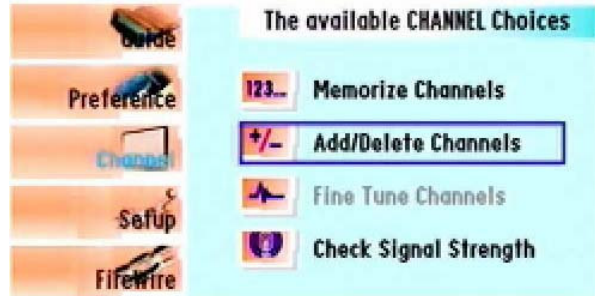 The available CHANNEL Choices
Guide
Preference
Channel
Setup
FireWire
123... Memorize Channels
+/- Add/Delete Channels
Fine Tune Channels
Check Signal Strength